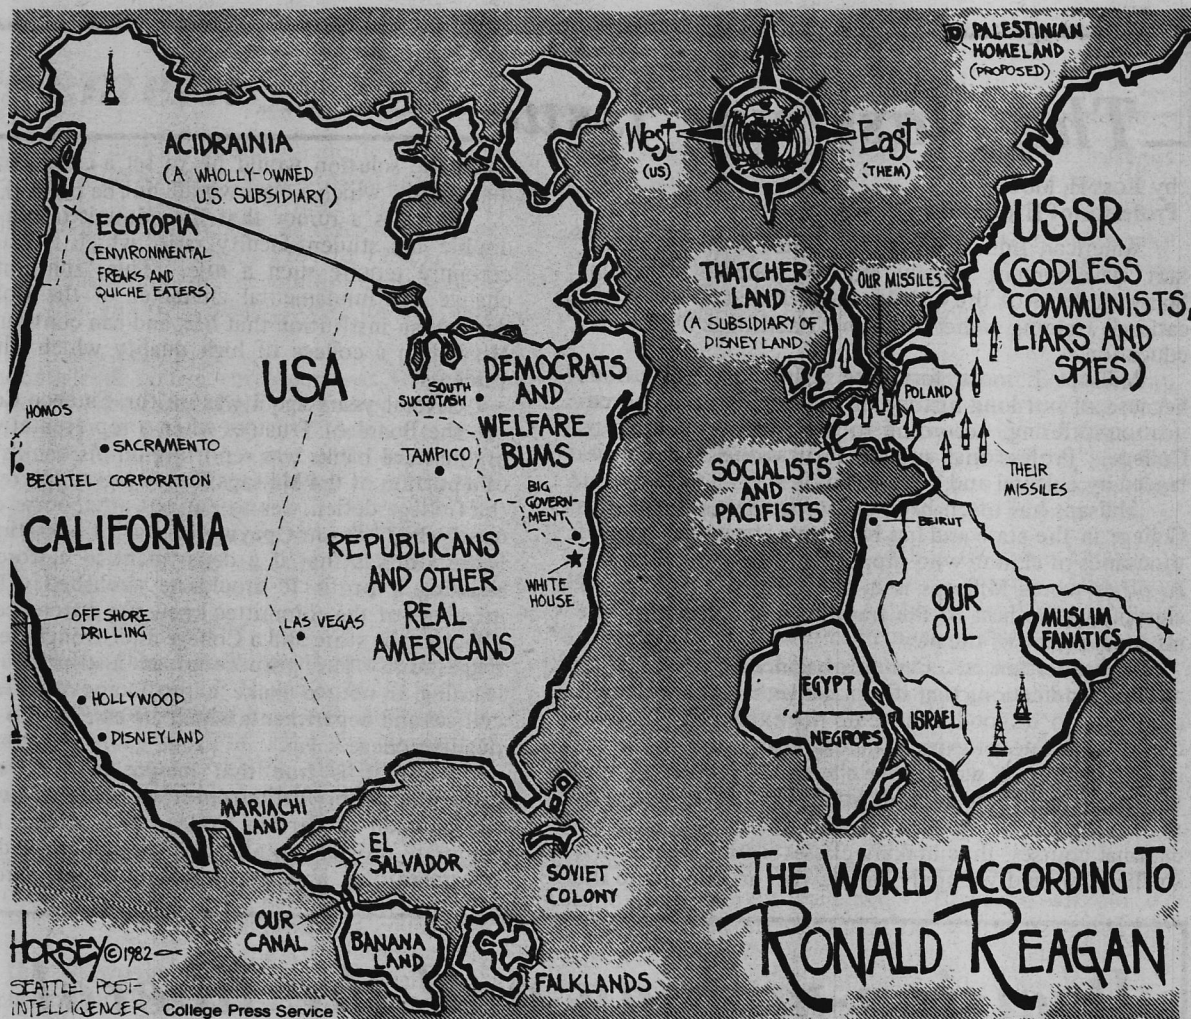 PALESTINIAN
HOMELAND
(PROPOSED)
West
(US)
East
(THEM)
ACIDRAINIA
(A WHOLLY-OWNED
U.S. SUBSIDIARY)
ECOTOPIA
(ENVIRONMENTAL
FREAKS AND
QUICHE EATERS)
USSR
(GODLESS
COMMUNISTS,
LIARS AND
SPIES)
THATCHER
LAND
(A SUBSIDIARY OF
DISNEYLAND)
OUR MISSILES
USA
SOUTH
SUCCOTASH
DEMOCRATS
AND
WELFARE
BUMS
POLAND
HOMOS
SACRAMENTO
BECHTEL CORPORATION
TAMPICO
BIG
GOVERN-
MENT
SOCIALISTS
AND
PACIFISTS
THEIR
MISSILES
CALIFORNIA
REPUBLICANS
AND OTHER
REAL
AMERICANS
WHITE
HOUSE
BEIRUT
OFF SHORE
DRILLING
LAS VEGAS
OUR
OIL
MUSLIM
FANATICS
HOLLYWOOD
DISNEYLAND
EGYPT
NEGROES
ISRAEL
MARIACHI
LAND
EL
SALVADOR
SOVIET
COLONY
OUR
CANAL
BANANA
LAND
FALKLANDS
THE WORLD ACCORDING TO
RONALD REAGAN
HORSEY ©1982
SEATTLE POST-
INTELLIGENCER
College Press Service